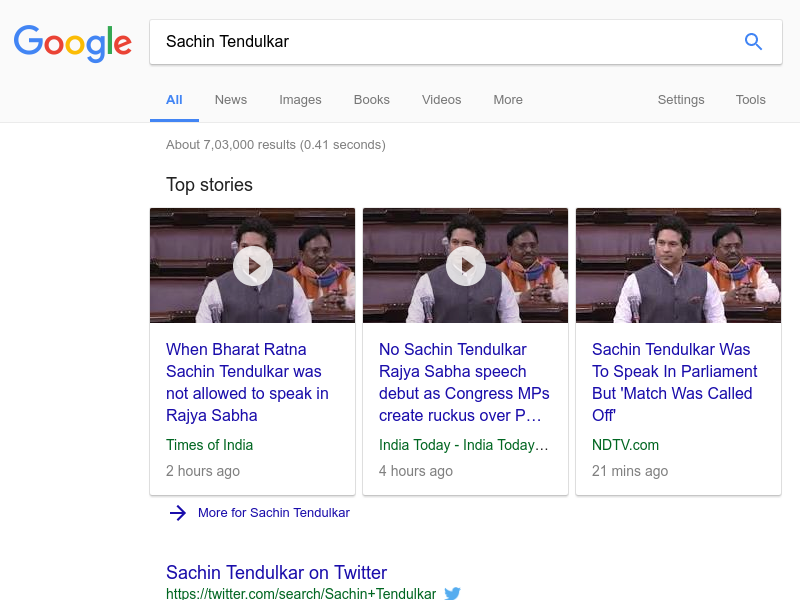 Google
Sachin Tendulkar
All News Images Books Videos More Settings Tools
About 7,03,000 results (0.41 seconds)
Top stories
When Bharat Ratna
Sachin Tendulkar was
not allowed to speak in
Rajya Sabha
Times of India
2 hours ago
No Sachin Tendulkar
Rajya Sabha speech
debut as Congress MPs
create ruckus over P…
India Today - India Today…
4 hours ago
Sachin Tendulkar Was
To Speak In Parliament
But 'Match Was Called
Off'
NDTV.com
21 mins ago
More for Sachin Tendulkar
Sachin Tendulkar on Twitter
https://twitter.com/search/Sachin+Tendulkar